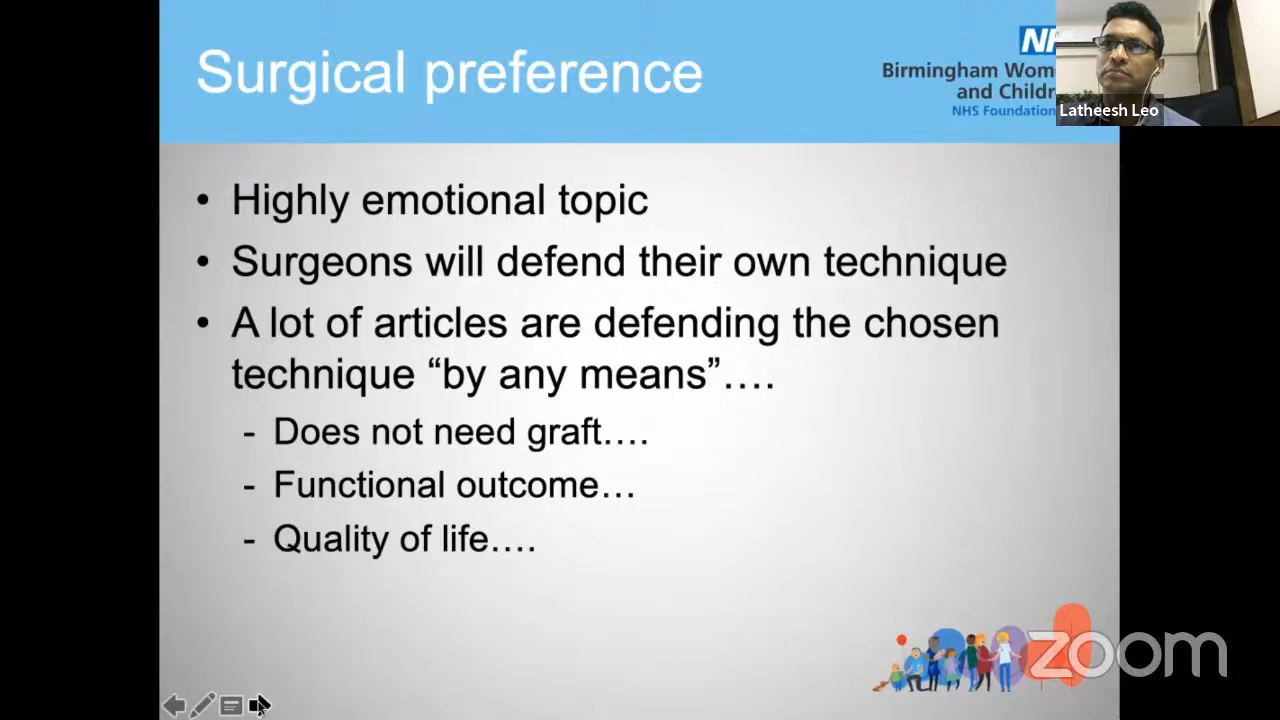 Surgical preference
NH
Birmingham Wom
and Childr
NHS Foundation
Latheesh Leo
• Highly emotional topic
• Surgeons will defend their own technique
• A lot of articles are defending the chosen
technique “by any means”….
- Does not need graft….
- Functional outcome…
- Quality of life….
zoom